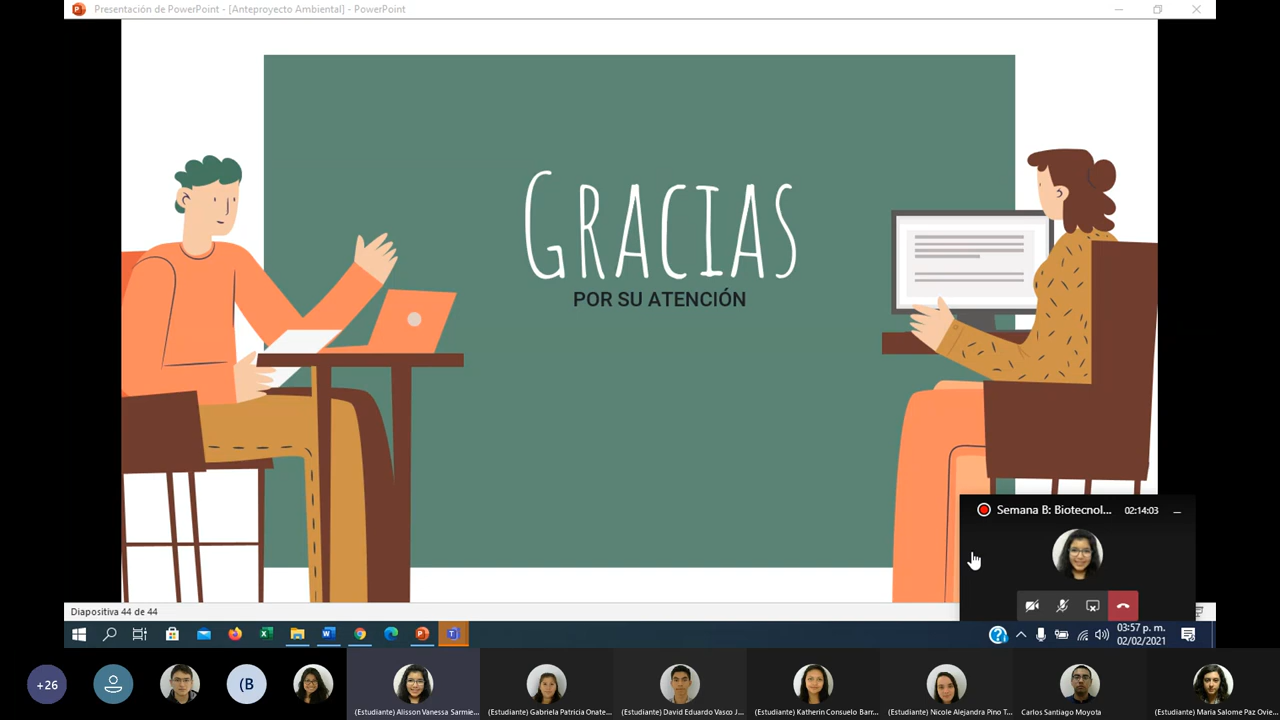 Presentación de PowerPoint - [Anteproyecto Ambiental] - PowerPoint
GRACIAS
POR SU ATENCIÓN
Semana B: Biotecnol...
02:14:03
Diapositiva 44 de 44
03:57 p. m.
02/02/2021
+26
(B
(Estudiante) Alisson Vanessa Sarmie...
(Estudiante) Gabriela Patricia Onate...
(Estudiante) David Eduardo Vasco J...
(Estudiante) Katherin Consuelo Barr...
(Estudiante) Nicole Alejandra Pino T...
Carlos Santiago Moyota
(Estudiante) Maria Salome Paz Ovie...